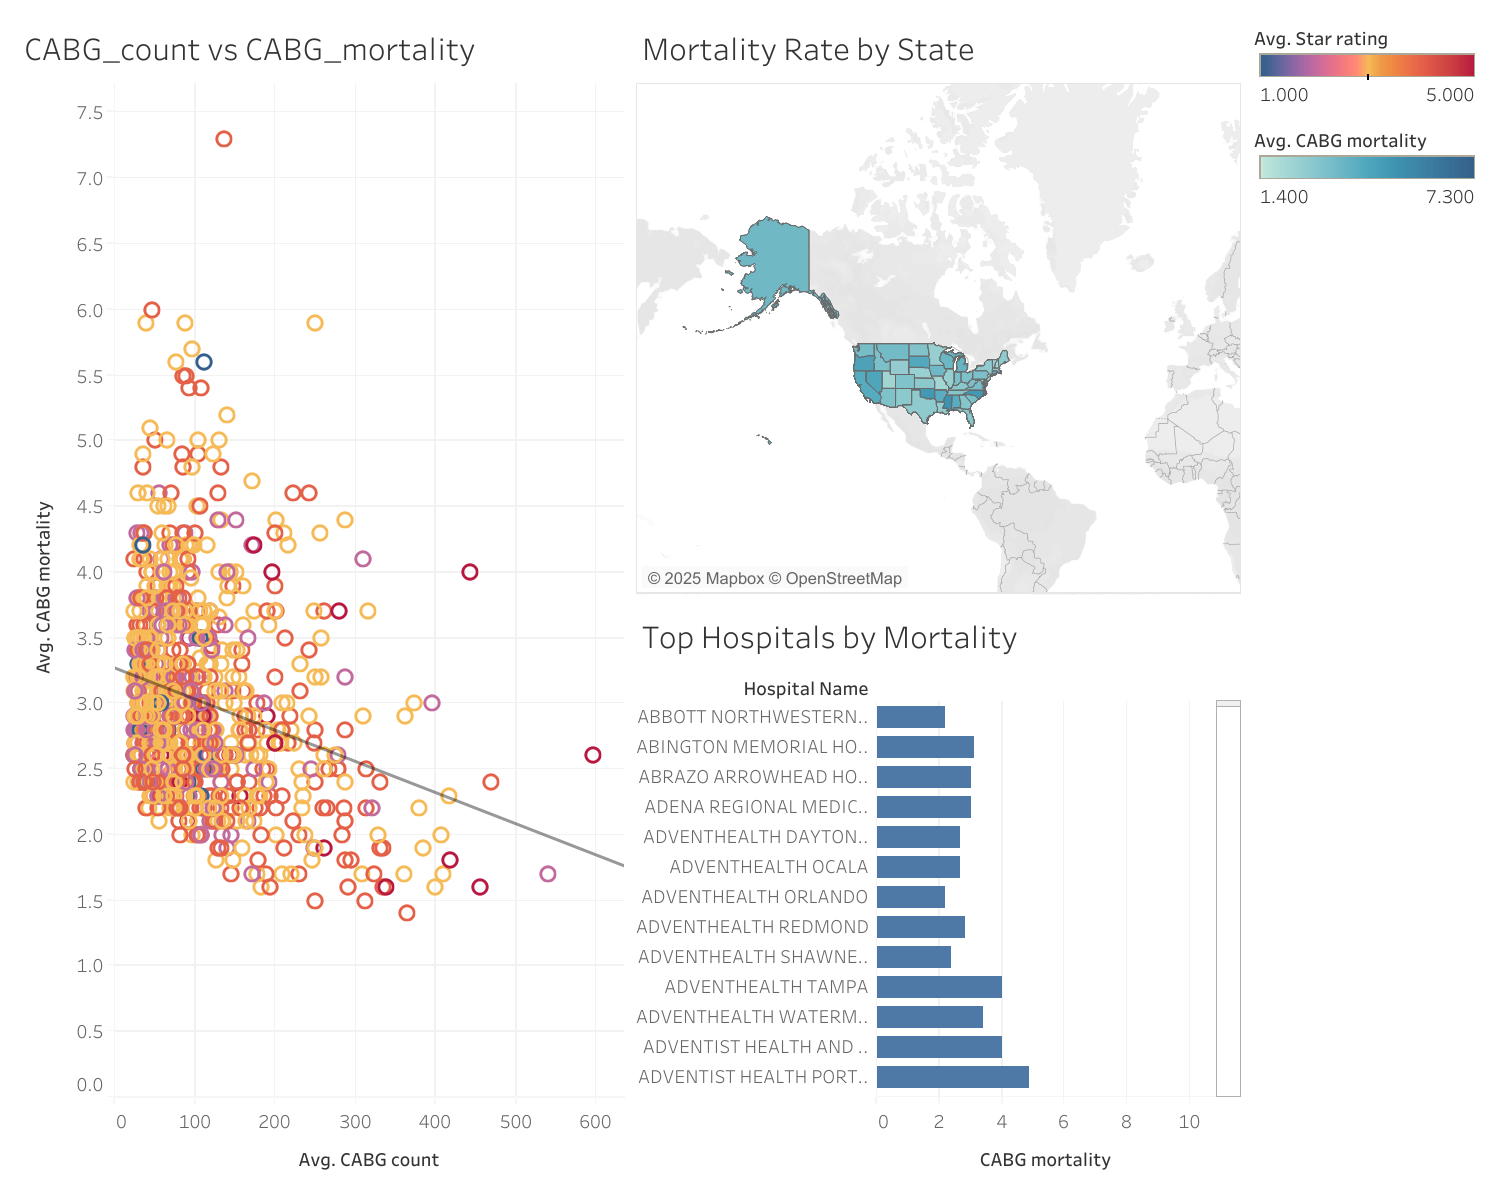 CABG_count vs CABG_mortality
7.5
7.0
6.5
6.0
5.5
5.0
4.5
4.0
3.5
3.0
2.5
2.0
1.5
1.0
0.5
0.0
Avg. CABG mortality
0 100 200 300 400 500 600
Avg. CABG count
Mortality Rate by State
© 2025 Mapbox © OpenStreetMap
Top Hospitals by Mortality
Hospital Name
ABBOTT NORTHWESTERN..
ABINGTON MEMORIAL HO..
ABRAZO ARROWHEAD HO..
ADENA REGIONAL MEDIC..
ADVENTHEALTH DAYTON..
ADVENTHEALTH OCALA
ADVENTHEALTH ORLANDO
ADVENTHEALTH REDMOND
ADVENTHEALTH SHAWNE..
ADVENTHEALTH TAMPA
ADVENTHEALTH WATERM..
ADVENTIST HEALTH AND ..
ADVENTIST HEALTH PORT..
0 2 4 6 8 10
CABG mortality
Avg. Star rating
1.000 5.000
Avg. CABG mortality
1.400 7.300